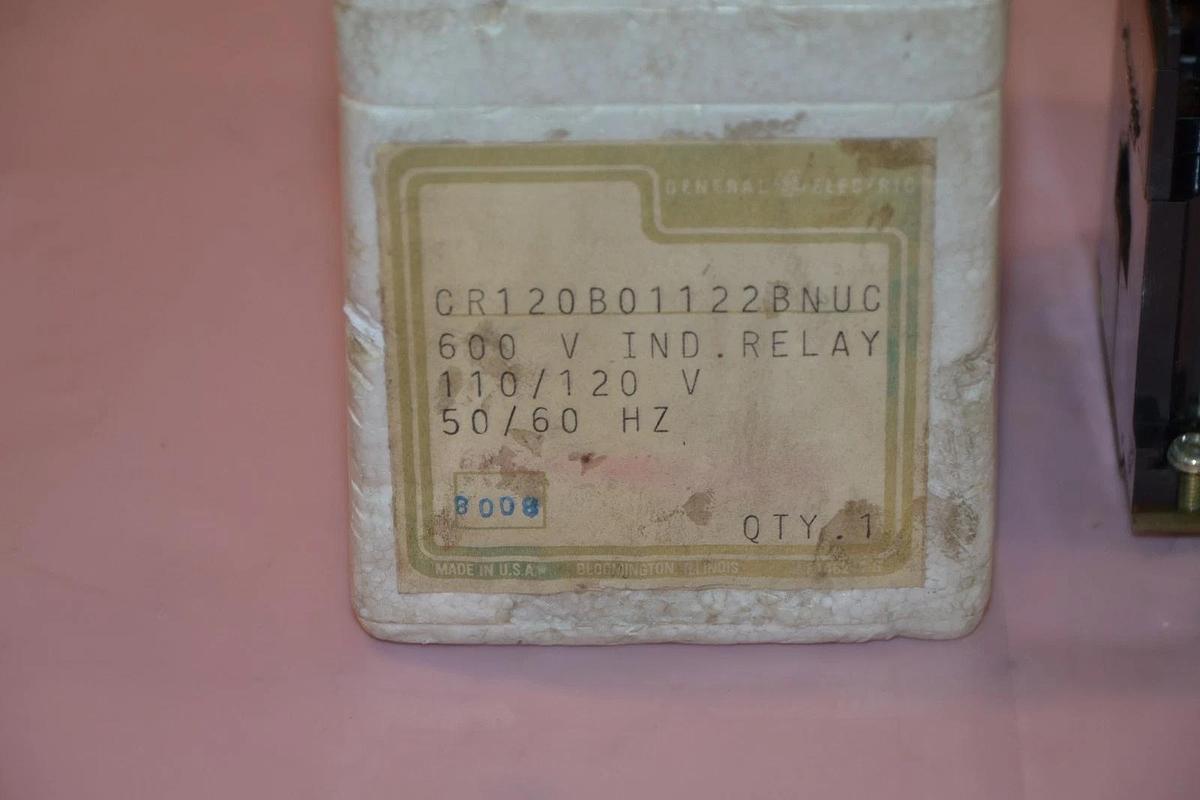 GENERAL ELECTRIC
CR120B01122BNUC
600 V IND.RELAY
110/120 V
50/60 HZ
8008
QTY.1
MADE IN U.S.A. BLOOMINGTON ILLINOIS